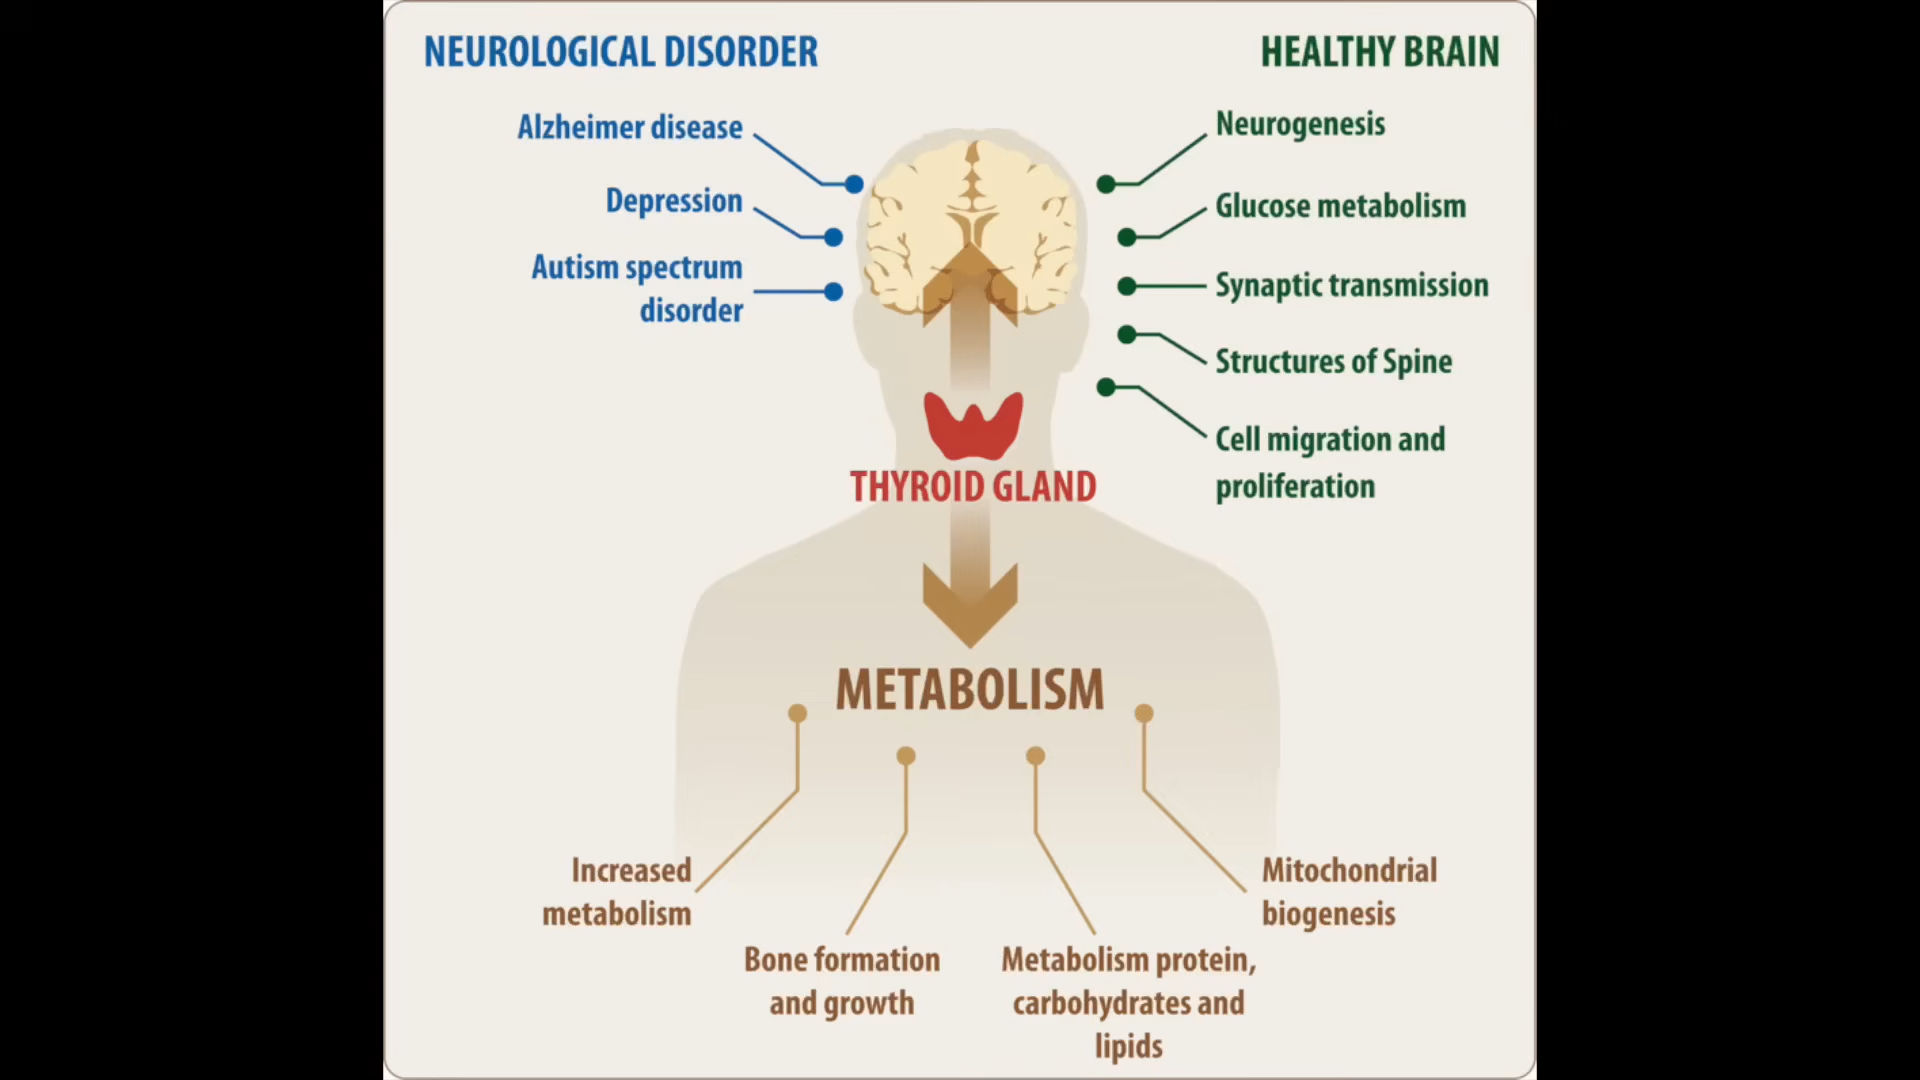 NEUROLOGICAL DISORDER
HEALTHY BRAIN
Alzheimer disease
Depression
Autism spectrum
disorder
Neurogenesis
Glucose metabolism
Synaptic transmission
Structures of Spine
Cell migration and
proliferation
THYROID GLAND
METABOLISM
Increased
metabolism
Bone formation
and growth
Metabolism protein,
carbohydrates and
lipids
Mitochondrial
biogenesis